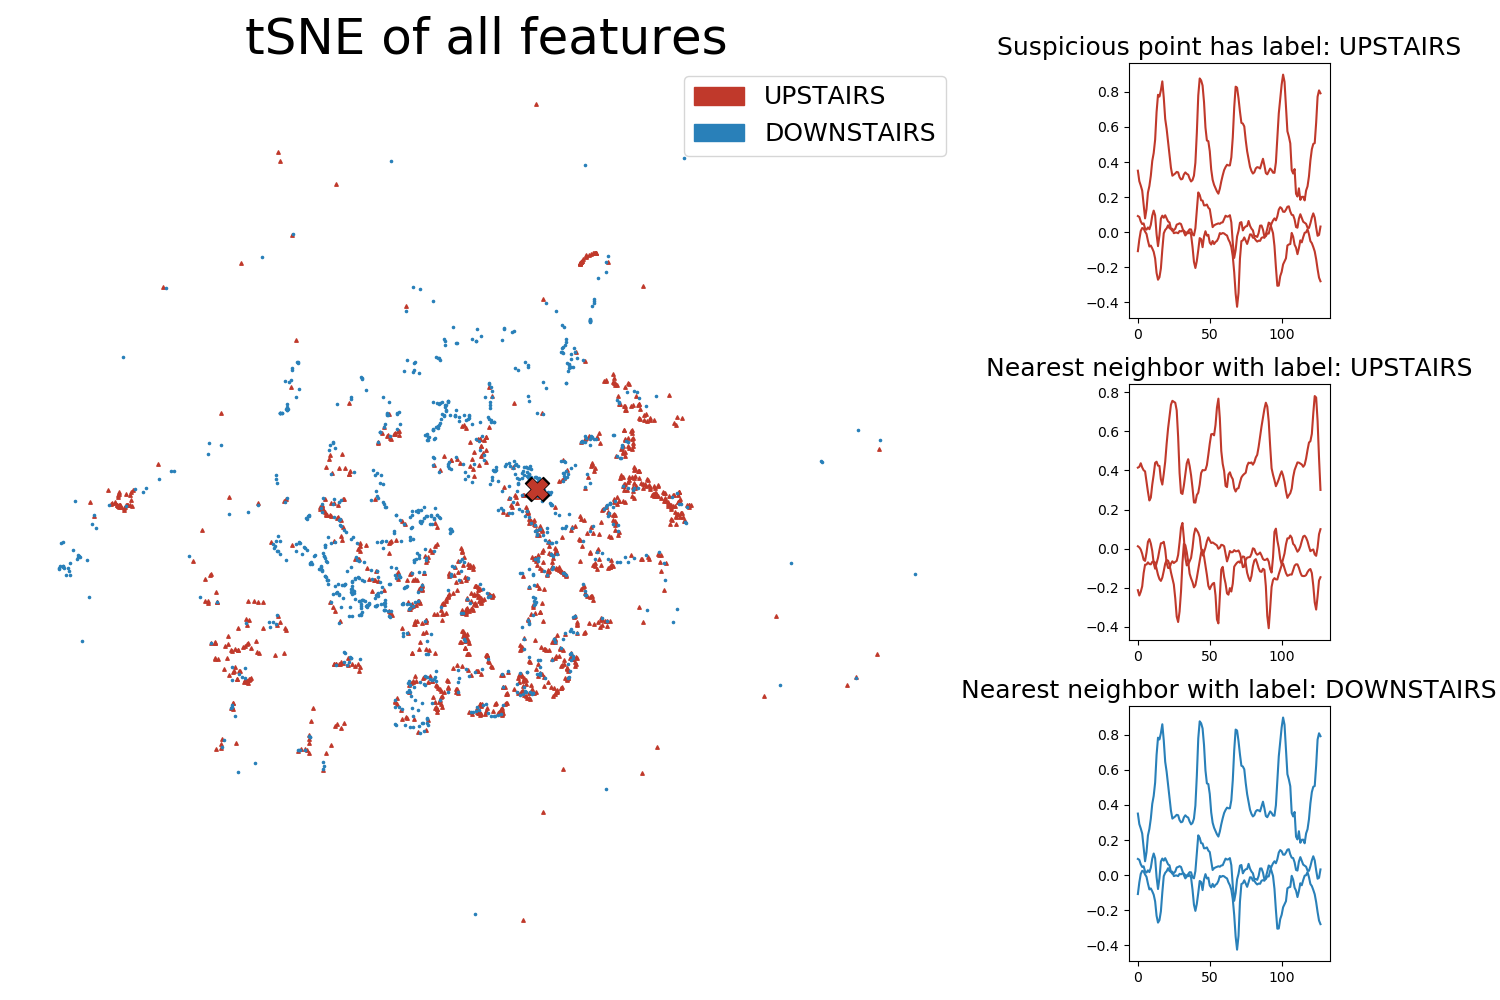 tSNE of all features
UPSTAIRS
DOWNSTAIRS
Suspicious point has label: UPSTAIRS
0.8
0.6
0.4
0.2
0.0
−0.2
−0.4
0 50 100
Nearest neighbor with label: UPSTAIRS
0.8
0.6
0.4
0.2
0.0
−0.2
−0.4
0 50 100
Nearest neighbor with label: DOWNSTAIRS
0.8
0.6
0.4
0.2
0.0
−0.2
−0.4
0 50 100